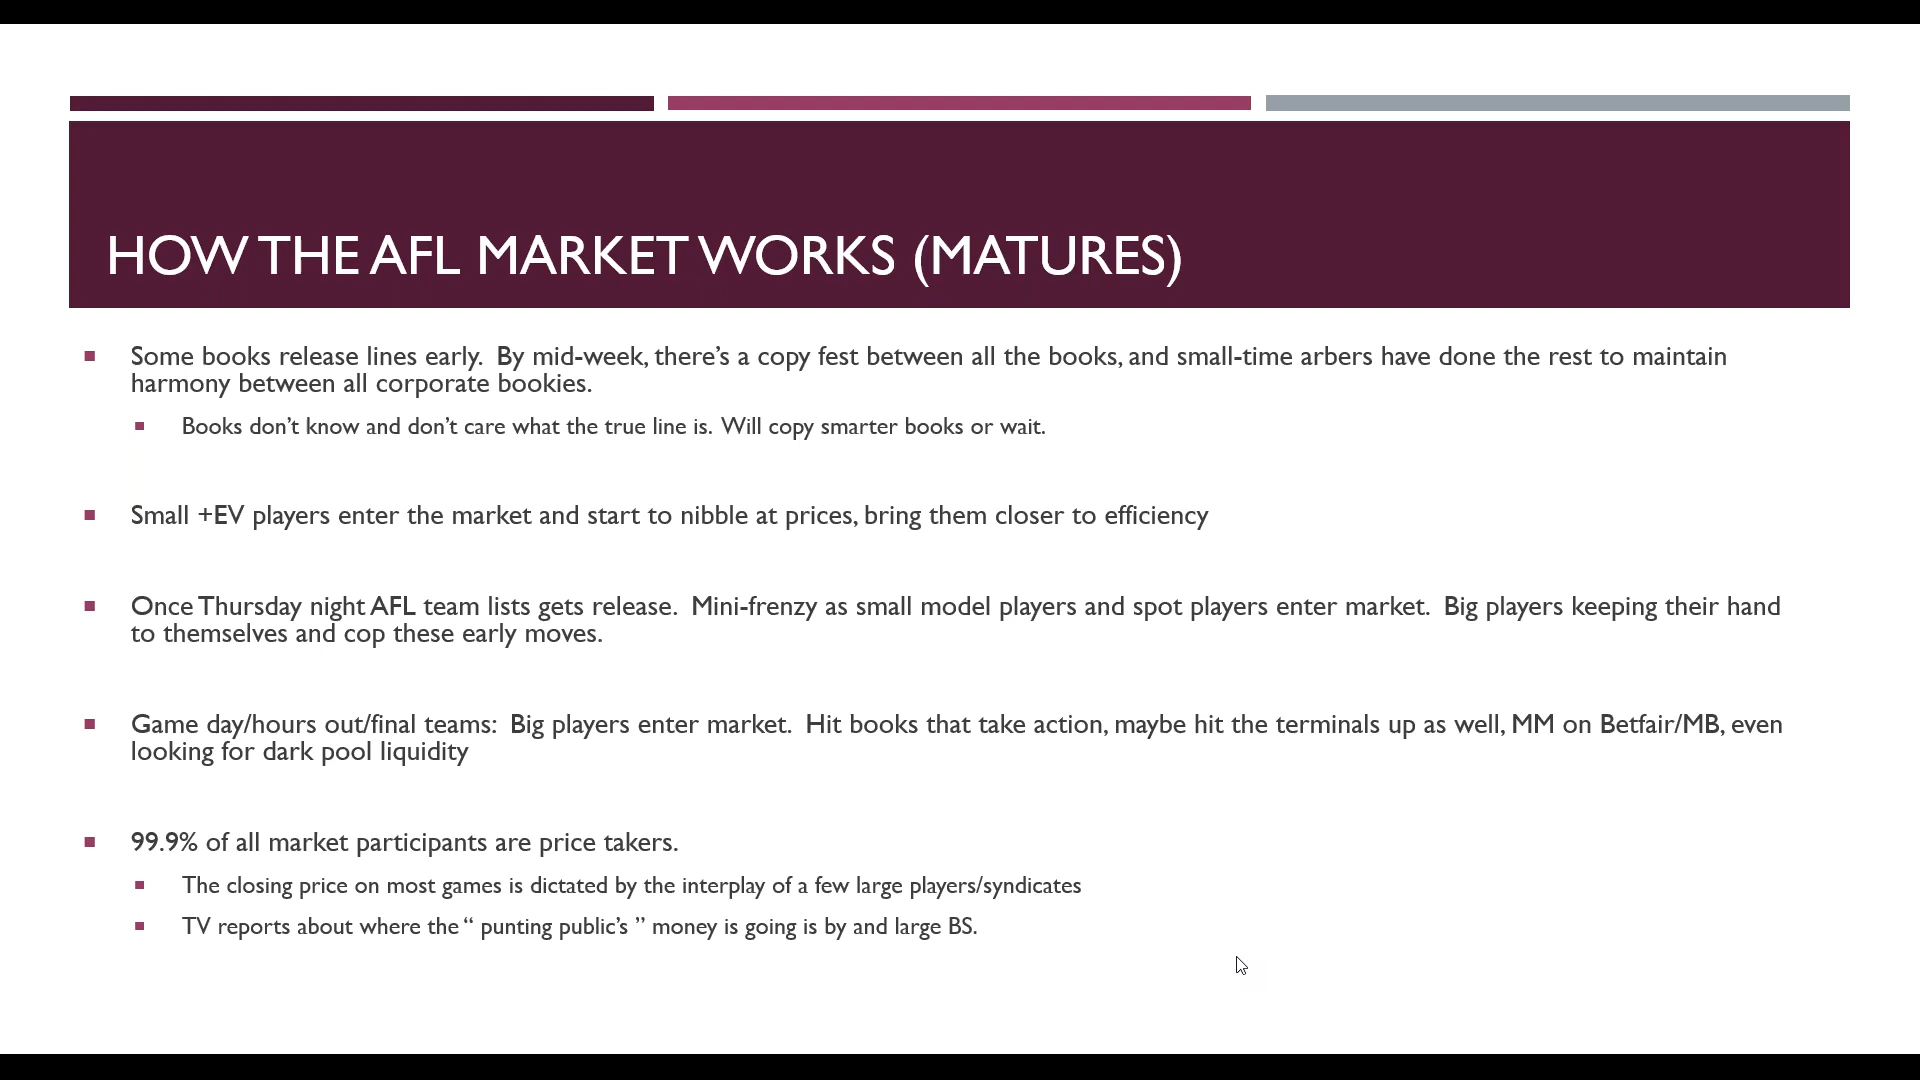 HOW THE AFL MARKET WORKS (MATURES)
Some books release lines early. By mid-week, there's a copy fest between all the books, and small-time arbers have done the rest to maintain
harmony between all corporate bookies.
Books don't know and don't care what the true line is. Will copy smarter books or wait.
Small +EV players enter the market and start to nibble at prices, bring them closer to efficiency
Once Thursday night AFL team lists gets release. Mini-frenzy as small model players and spot players enter market. Big players keeping their hand
to themselves and cop these early moves.
Game day/hours out/final teams: Big players enter market. Hit books that take action, maybe hit the terminals up as well, MM on Betfair/MB, even
looking for dark pool liquidity
99.9% of all market participants are price takers.
The closing price on most games is dictated by the interplay of a few large players/syndicates
TV reports about where the “ punting public's ” money is going is by and large BS.